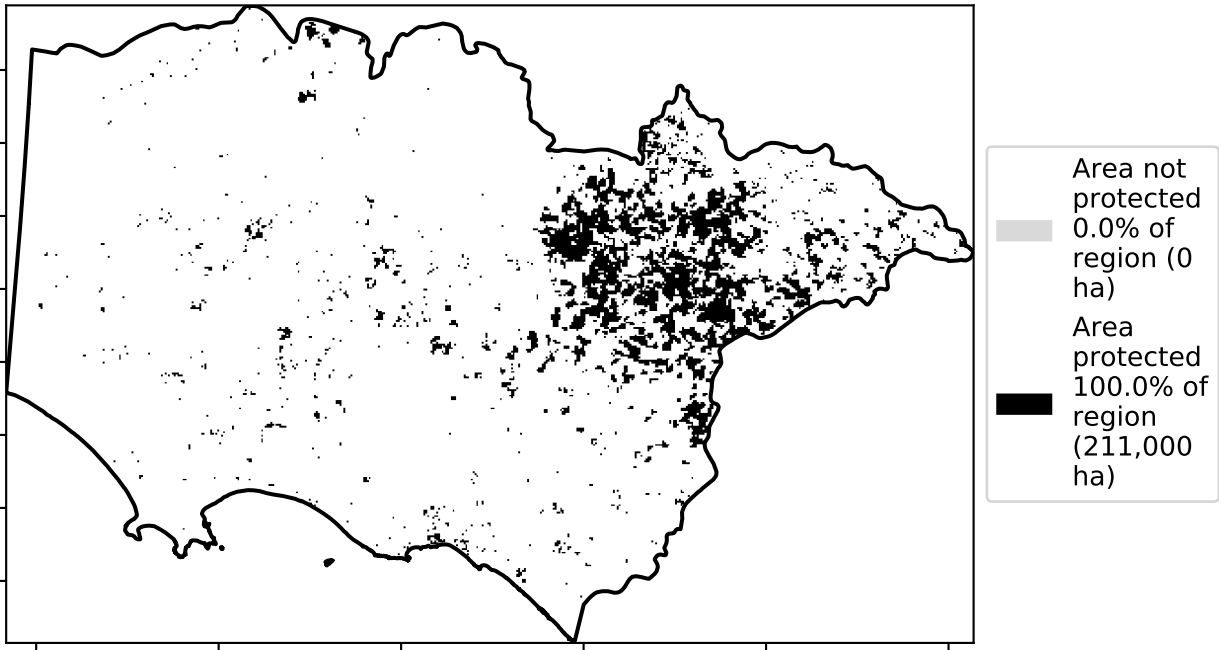 Area not
protected
0.0% of
region (0
ha)
Area
protected
100.0% of
region
(211,000
ha)